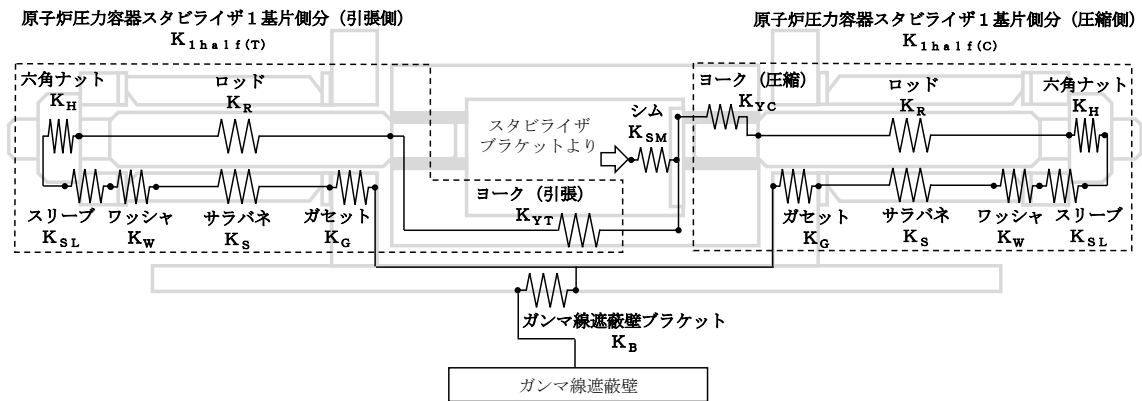 原子炉圧力容器スタビライザ１基片側分（引張側）
K１ｈａｌｆ(T)
六角ナット
KH
ロッド
KR
スリーブ
KSL
ワッシャ
KW
サラバネ
KS
ガセット
KG
スタビライザ
ブラケットより
シム
KSM
ヨーク（引張）
KYT
原子炉圧力容器スタビライザ１基片側分（圧縮側）
K１ｈａｌｆ(C)
ヨーク（圧縮）
KYC
ロッド
KR
六角ナット
KH
ガセット
KG
サラバネ
KS
ワッシャ
KW
スリーブ
KSL
ガンマ線遮蔽壁ブラケット
KB
ガンマ線遮蔽壁